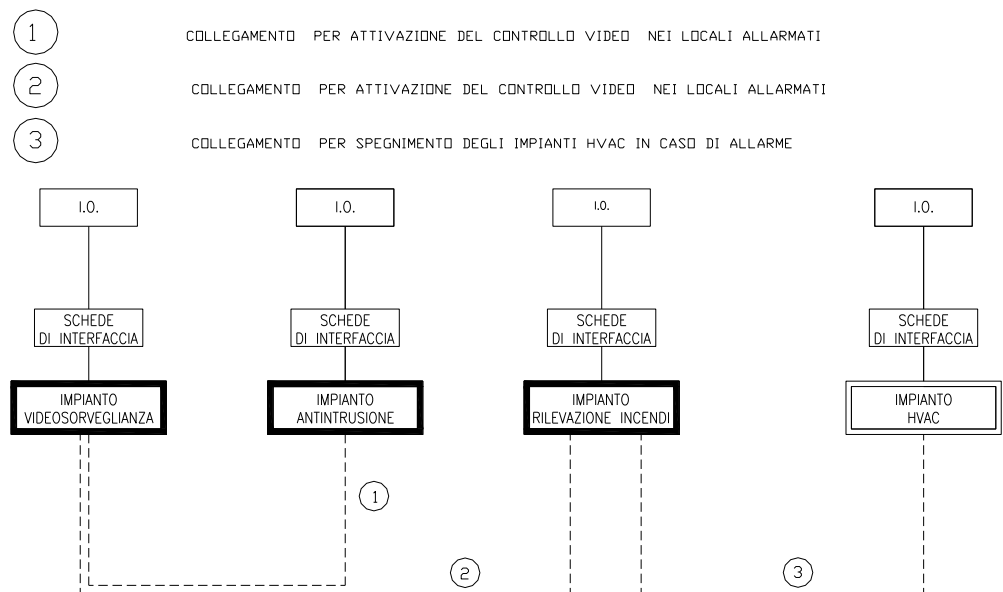 1
COLLEGAMENTO PER ATTIVAZIONE DEL CONTROLLO VIDEO NEI LOCALI ALLARMATI
2
COLLEGAMENTO PER ATTIVAZIONE DEL CONTROLLO VIDEO NEI LOCALI ALLARMATI
3
COLLEGAMENTO PER SPEGNIMENTO DEGLI IMPIANTI HVAC IN CASO DI ALLARME
I.O.
I.O.
I.O.
I.O.
SCHEDE
DI INTERFACCIA
SCHEDE
DI INTERFACCIA
SCHEDE
DI INTERFACCIA
SCHEDE
DI INTERFACCIA
IMPIANTO
VIDEOSORVEGLIANZA
IMPIANTO
ANTINTRUSIONE
IMPIANTO
RILEVAZIONE INCENDI
IMPIANTO
HVAC
1
2
3